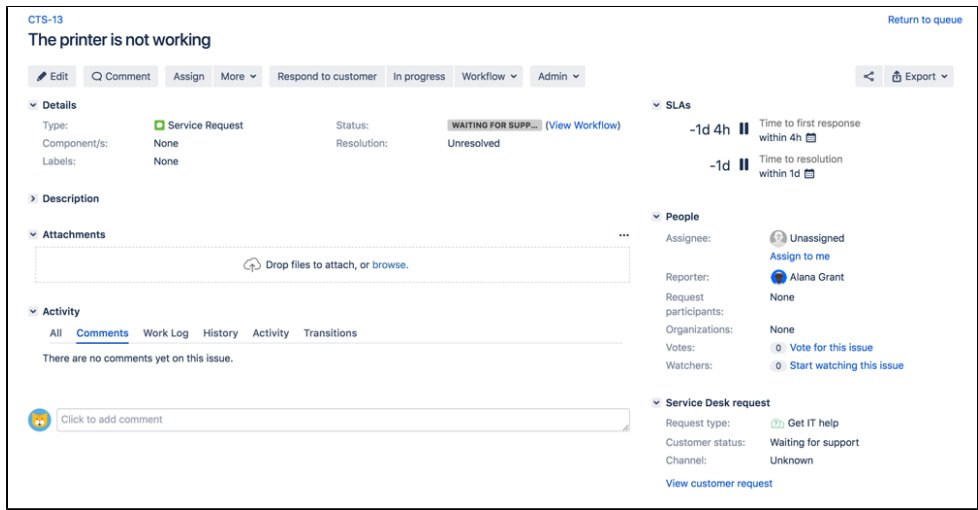 CTS-13
Return to queue
The printer is not working
Edit Comment Assign More Respond to customer In progress Workflow Admin Export
Details
Type: Service Request Status: WAITING FOR SUPP... (View Workflow)
Component/s: None Resolution: Unresolved
Labels: None
Description
Attachments
Drop files to attach, or browse.
Activity
All Comments Work Log History Activity Transitions
There are no comments yet on this issue.
Click to add comment
SLAs
-1d 4h Time to first response
within 4h
-1d Time to resolution
within 1d
People
Assignee: Unassigned
Assign to me
Reporter: Alana Grant
Request None
participants:
Organizations: None
Votes: 0 Vote for this issue
Watchers: 0 Start watching this issue
Service Desk request
Request type: Get IT help
Customer status: Waiting for support
Channel: Unknown
View customer request